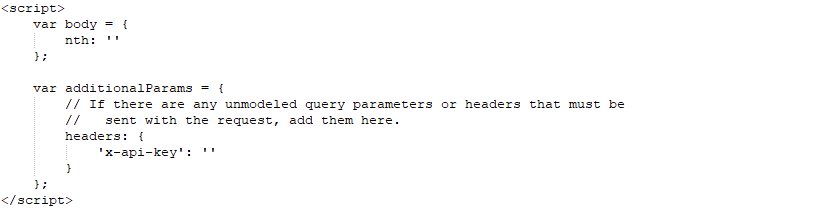 <script>
    var body = {
        nth: ''
    };

    var additionalParams = {
        // If there are any unmodeled query parameters or headers that must be
        //   sent with the request, add them here.
        headers: {
            'x-api-key': ''
        }
    };
</script>